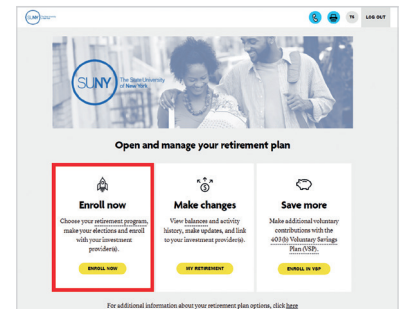 SUNY
TG LOG OUT
SUNY The State University
of New York
Open and manage your retirement plan
Enroll now
Choose your retirement program,
make your elections and enroll
with your investment
provider(s).
ENROLL NOW
Make changes
View balances and activity
history, make updates, and link
to your investment provider(s).
MY RETIREMENT
Save more
Make additional voluntary
contributions with the
403(b) Voluntary Savings
Plan (VSP).
ENROLL IN VSP
For additional information about your retirement plan options, click here